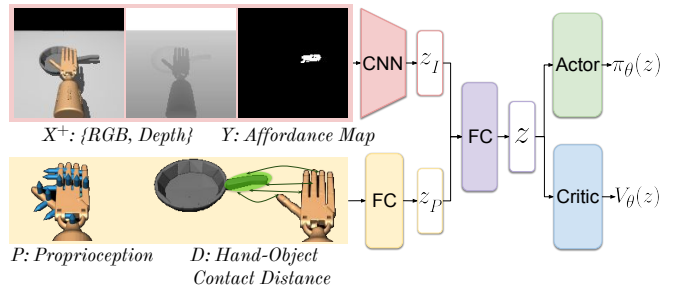 CNN
z_I
Actor
π_θ(z)
X⁺: {RGB, Depth}
Y: Affordance Map
FC
z
FC
z_P
Critic
V_θ(z)
P: Proprioception
D: Hand-Object
Contact Distance